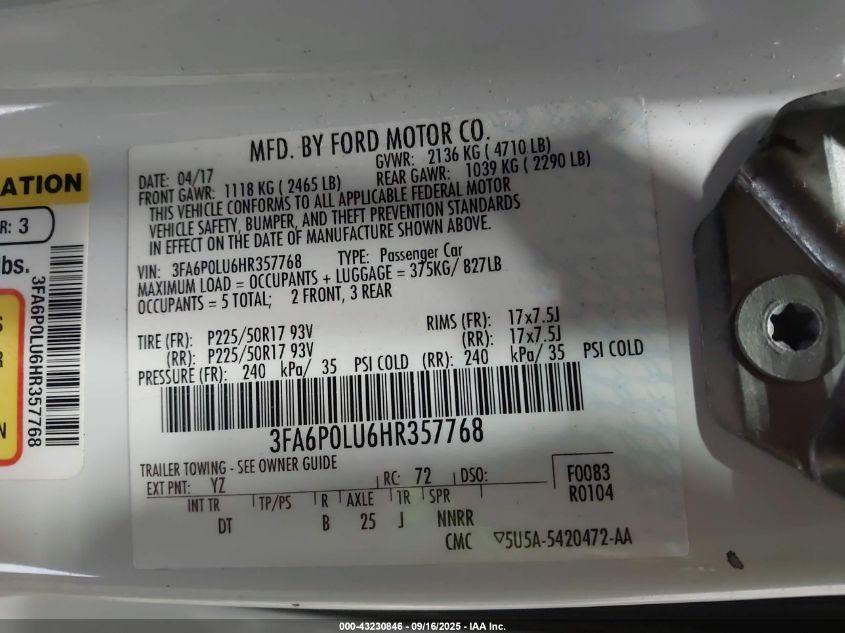 ATION
R: 3
bs.
S
R
N
3FA6P0LU6HR357768
MFD. BY FORD MOTOR CO.
DATE: 04/17 GVWR: 2136 KG ( 4710 LB)
FRONT GAWR: 1118 KG ( 2465 LB) REAR GAWR: 1039 KG ( 2290 LB)
THIS VEHICLE CONFORMS TO ALL APPLICABLE FEDERAL MOTOR
VEHICLE SAFETY, BUMPER, AND THEFT PREVENTION STANDARDS
IN EFFECT ON THE DATE OF MANUFACTURE SHOWN ABOVE.
VIN: 3FA6P0LU6HR357768 TYPE: Passenger Car
MAXIMUM LOAD = OCCUPANTS + LUGGAGE = 375KG/ 827LB
OCCUPANTS = 5 TOTAL; 2 FRONT, 3 REAR
TIRE (FR): P225/50R17 93V RIMS (FR): 17x7.5J
(RR): P225/50R17 93V (RR): 17x7.5J
PRESSURE (FR): 240 kPa/ 35 PSI COLD (RR): 240 kPa/ 35 PSI COLD
3FA6P0LU6HR357768
TRAILER TOWING - SEE OWNER GUIDE
EXT PNT: YZ RC: 72 DSO: F0083
R0104
INT TR TP/PS R AXLE TR SPR
DT B 25 J NNRR
CMC ▽5U5A-5420472-AA
000-43230846 - 09/16/2025 - IAA Inc.